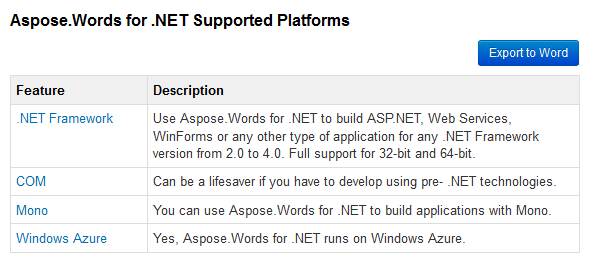 Aspose.Words for .NET Supported Platforms
Export to Word
Feature Description
.NET Framework Use Aspose.Words for .NET to build ASP.NET, Web Services,
WinForms or any other type of application for any .NET Framework
version from 2.0 to 4.0. Full support for 32-bit and 64-bit.
COM Can be a lifesaver if you have to develop using pre- .NET technologies.
Mono You can use Aspose.Words for .NET to build applications with Mono.
Windows Azure Yes, Aspose.Words for .NET runs on Windows Azure.